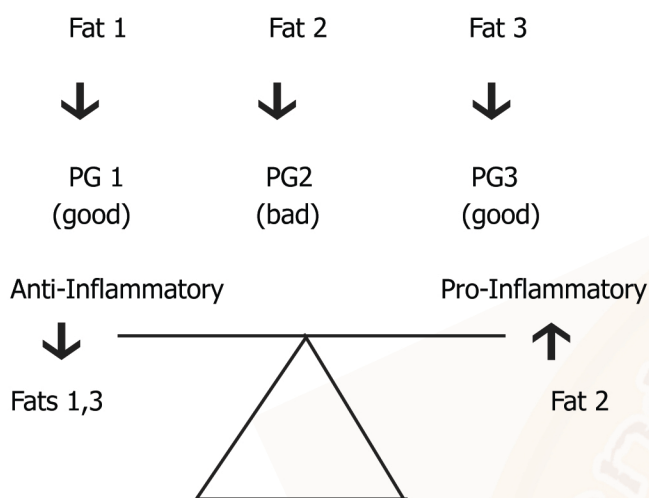 Fat 1 Fat 2 Fat 3
PG 1 PG2 PG3
(good) (bad) (good)
Anti-Inflammatory Pro-Inflammatory
Fats 1,3 Fat 2